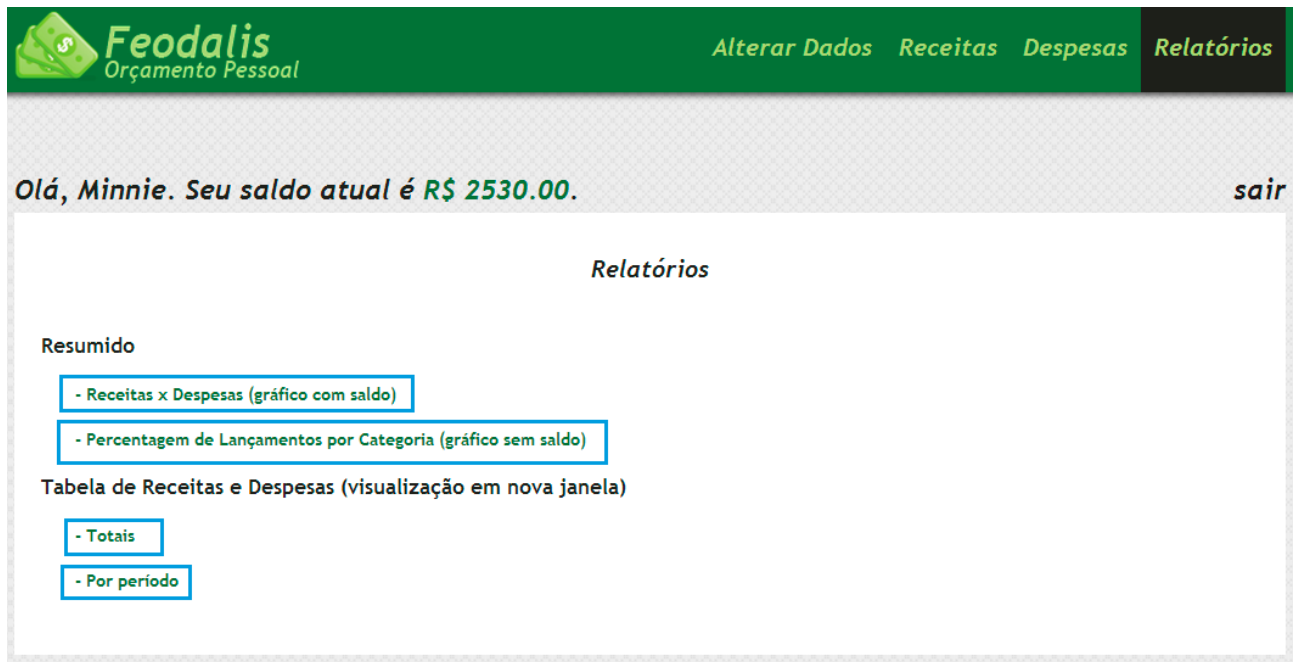 Feodalis
Orçamento Pessoal
Alterar Dados Receitas Despesas Relatórios
Olá, Minnie. Seu saldo atual é R$ 2530.00.
sair
Relatórios
Resumido
- Receitas x Despesas (gráfico com saldo)
- Percentagem de Lançamentos por Categoria (gráfico sem saldo)
Tabela de Receitas e Despesas (visualização em nova janela)
- Totais
- Por período